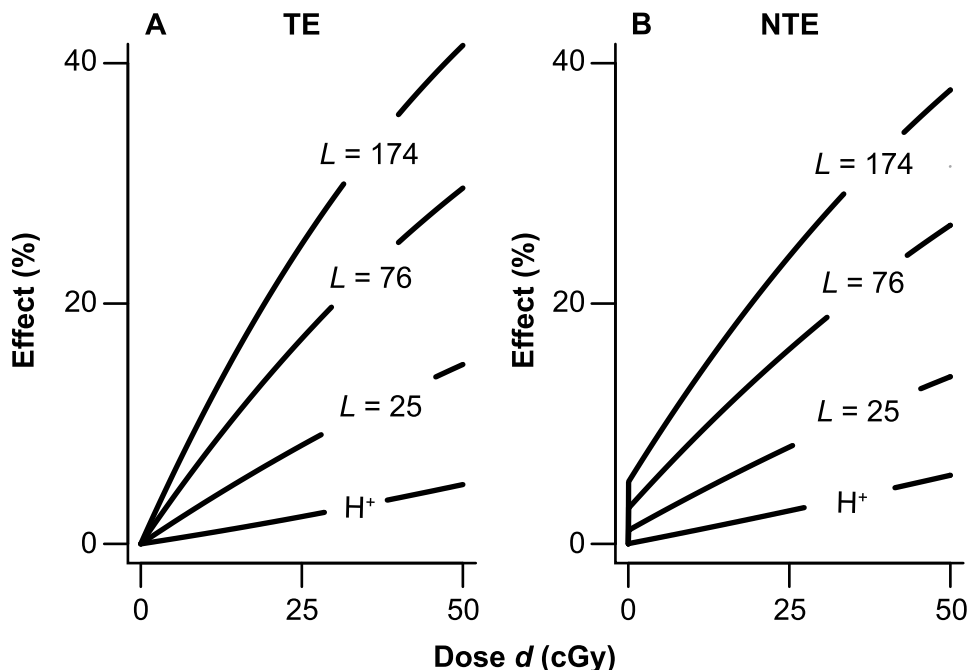 A TE
B NTE
Effect (%)
40
20
0
L = 174
L = 76
L = 25
H⁺
0 25 50
Effect (%)
40
20
0
L = 174
L = 76
L = 25
H⁺
0 25 50
Dose d (cGy)